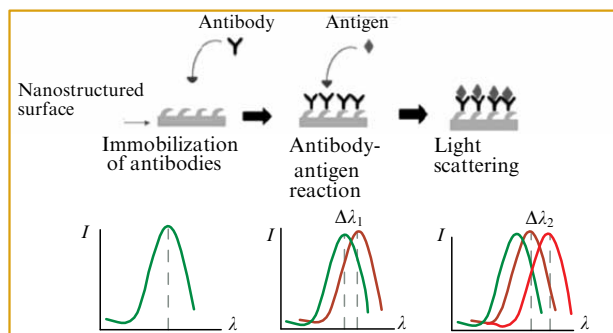 Antibody
Antigen
Nanostructured
surface
Immobilization
of antibodies
Antibody-
antigen
reaction
Light
scattering
I
λ
I
Δλ₁
λ
I
Δλ₂
λ